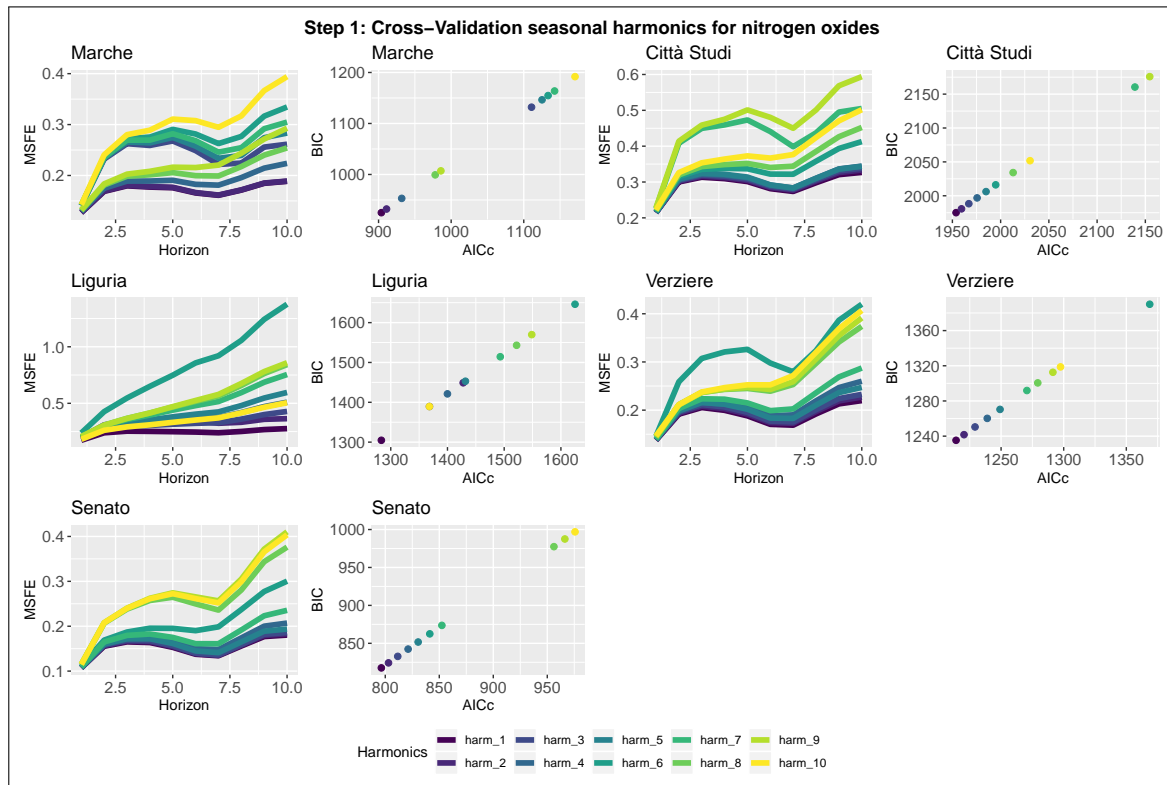 Step 1: Cross−Validation seasonal harmonics for nitrogen oxides
Marche
0.4
0.3
0.2
MSFE
2.5 5.0 7.5 10.0
Horizon
Marche
1200
1100
1000
BIC
900 1000 1100
AICc
Città Studi
0.6
0.5
0.4
0.3
0.2
MSFE
2.5 5.0 7.5 10.0
Horizon
Città Studi
2150
2100
2050
2000
BIC
1950 2000 2050 2100 2150
AICc
Liguria
1.0
0.5
MSFE
2.5 5.0 7.5 10.0
Horizon
Liguria
1600
1500
1400
1300
BIC
1300 1400 1500 1600
AICc
Verziere
0.4
0.3
0.2
MSFE
2.5 5.0 7.5 10.0
Horizon
Verziere
1360
1320
1280
1240
BIC
1250 1300 1350
AICc
Senato
0.4
0.3
0.2
0.1
MSFE
2.5 5.0 7.5 10.0
Horizon
Senato
1000
950
900
850
BIC
800 850 900 950
AICc
Harmonics
harm_1 harm_3 harm_5 harm_7 harm_9
harm_2 harm_4 harm_6 harm_8 harm_10